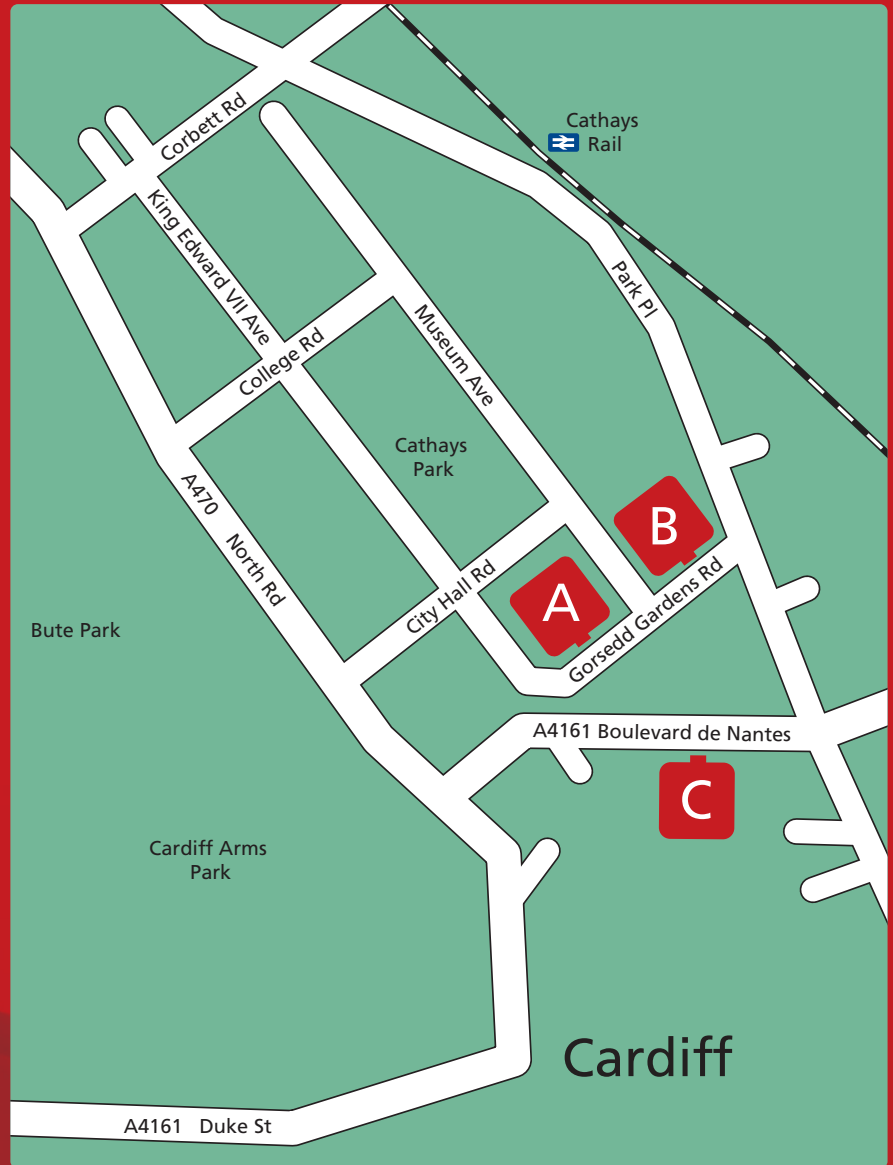 Cathays
Rail
Corbett Rd
King Edward VII Ave
Park Pl
College Rd
Museum Ave
Cathays
Park
A470 North Rd
B
City Hall Rd
A
Gorsedd Gardens Rd
Bute Park
A4161 Boulevard de Nantes
C
Cardiff Arms
Park
Cardiff
A4161 Duke St